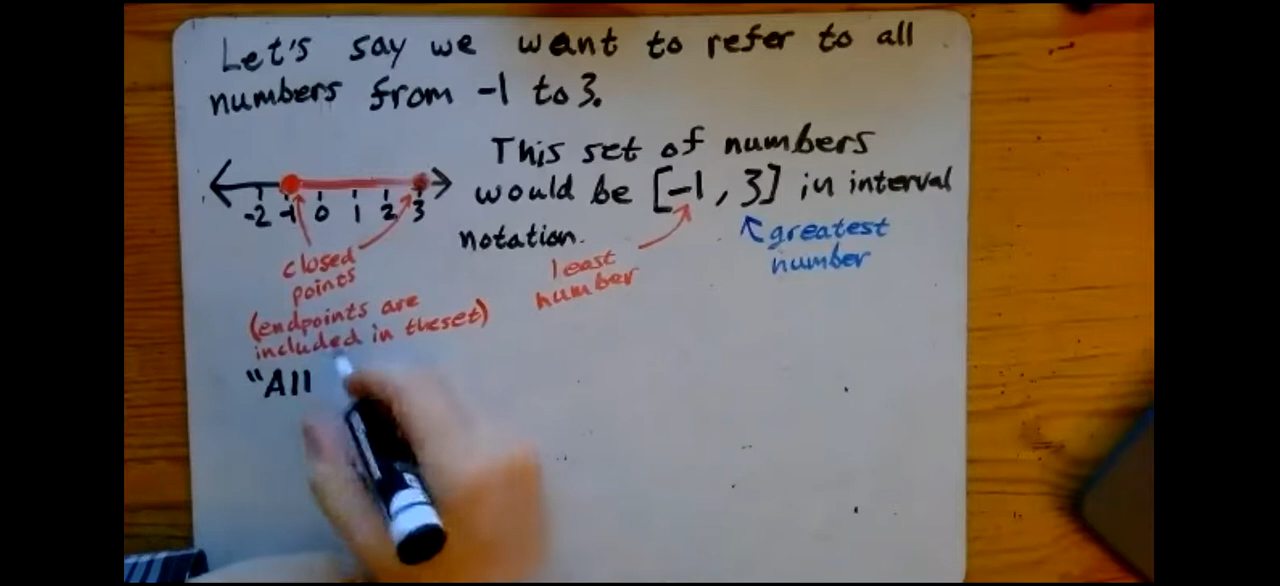 Let's say we want to refer to all
numbers from -1 to 3.
This set of numbers
would be [-1, 3] in interval
notation.
-2 -1 0 1 2 3
closed
points
(endpoints are
included in the set)
least
number
greatest
number
"All